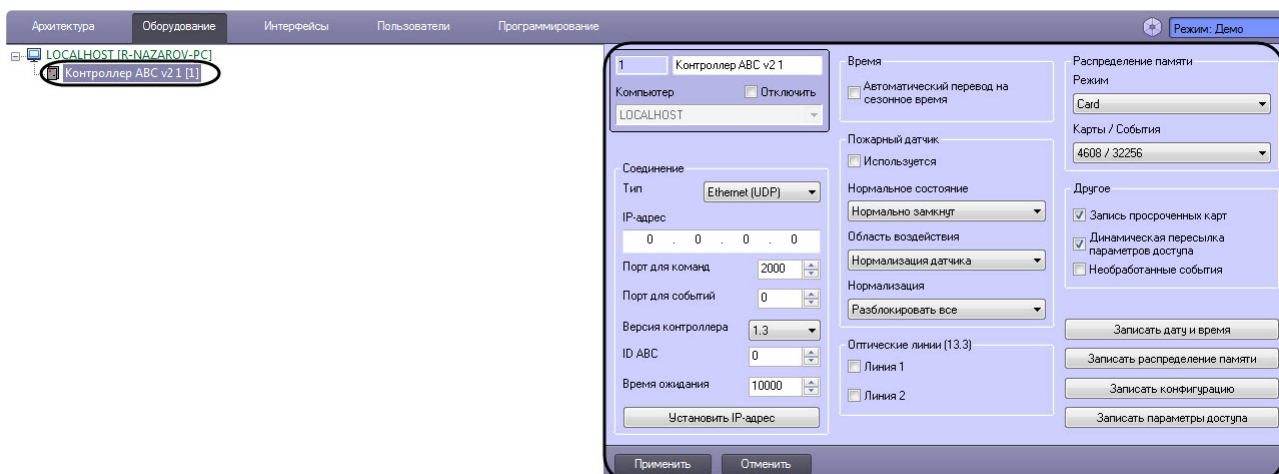 Архитектура Оборудование Интерфейсы Пользователи Программирование Режим: Демо
LOCALHOST [R-NAZAROV-PC]
Контроллер ABC v2 1 [1]
1 Контроллер ABC v2 1
Компьютер Отключить
LOCALHOST
Соединение
Тип Ethernet (UDP)
IP-адрес
0 . 0 . 0 . 0
Порт для команд 2000
Порт для событий 0
Версия контроллера 1.3
ID ABC 0
Время ожидания 10000
Установить IP-адрес
Время
Автоматический перевод на
сезонное время
Пожарный датчик
Используется
Нормальное состояние
Нормально замкнут
Область воздействия
Нормализация датчика
Нормализация
Разблокировать все
Оптические линии (13.3)
Линия 1
Линия 2
Распределение памяти
Режим
Card
Карты / События
4608 / 32256
Другое
Запись просроченных карт
Динамическая пересылка
параметров доступа
Необработанные события
Записать дату и время
Записать распределение памяти
Записать конфигурацию
Записать параметры доступа
Применить Отменить